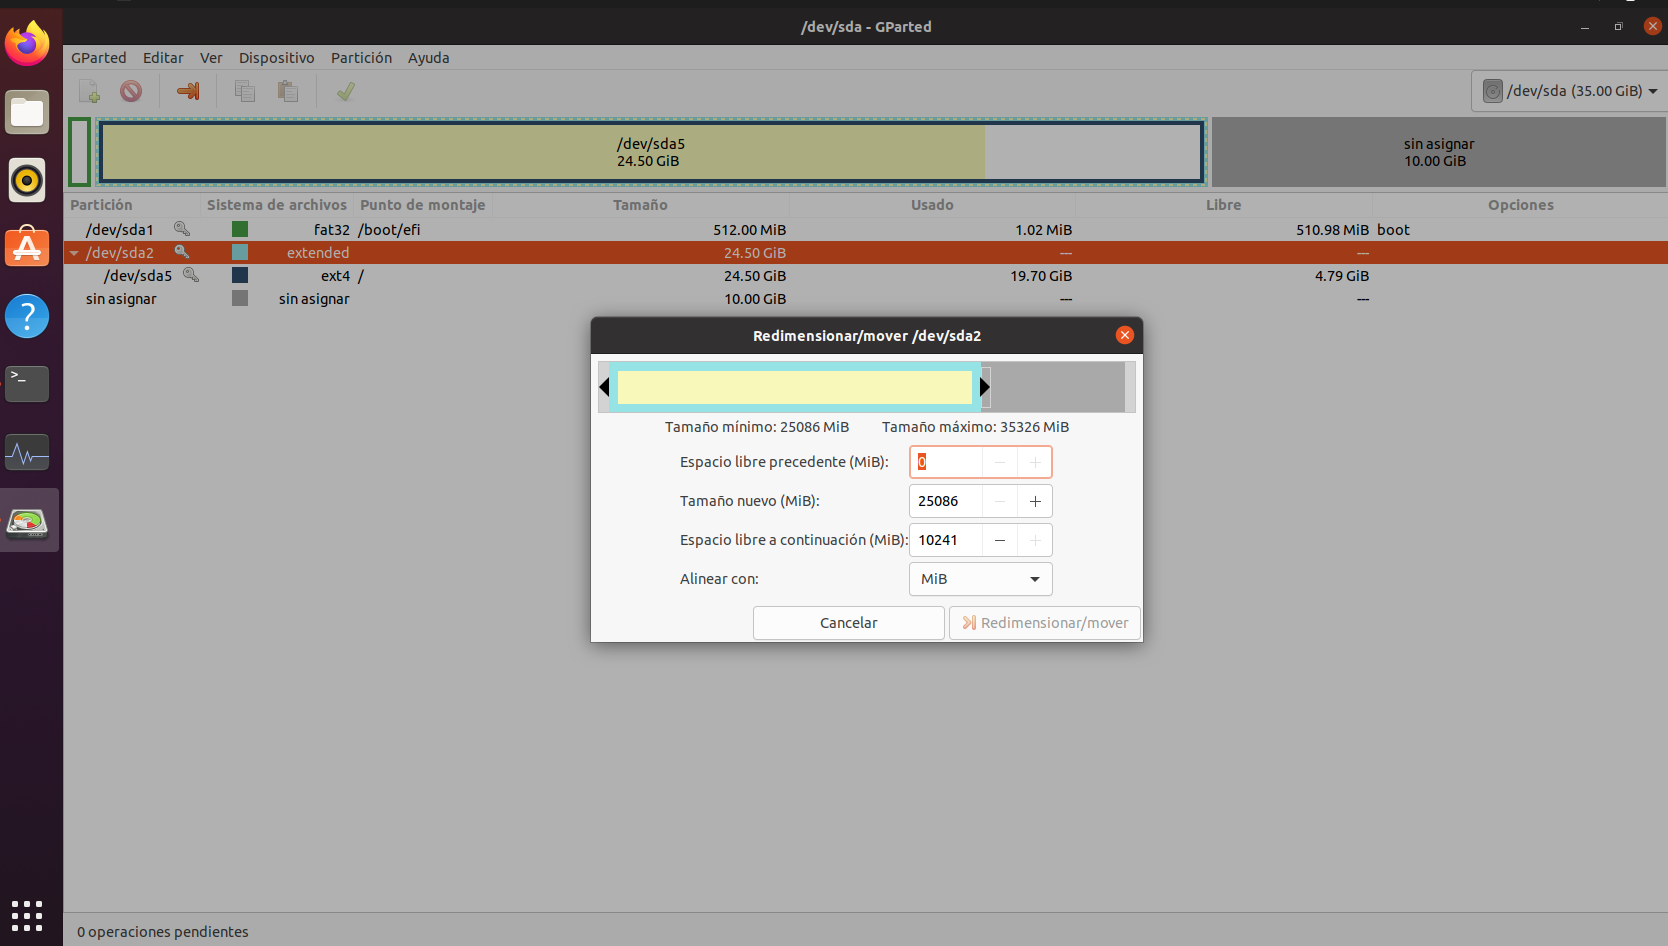 /dev/sda - GParted
GParted Editar Ver Dispositivo Partición Ayuda
/dev/sda (35.00 GiB)
/dev/sda5
24.50 GiB
sin asignar
10.00 GiB
Partición Sistema de archivos Punto de montaje Tamaño Usado Libre Opciones
/dev/sda1 fat32 /boot/efi 512.00 MiB 1.02 MiB 510.98 MiB boot
/dev/sda2 extended 24.50 GiB --- ---
/dev/sda5 ext4 / 24.50 GiB 19.70 GiB 4.79 GiB
sin asignar sin asignar 10.00 GiB --- ---
Redimensionar/mover /dev/sda2
Tamaño mínimo: 25086 MiB Tamaño máximo: 35326 MiB
Espacio libre precedente (MiB): 0
Tamaño nuevo (MiB): 25086
Espacio libre a continuación (MiB): 10241
Alinear con: MiB
Cancelar Redimensionar/mover
0 operaciones pendientes